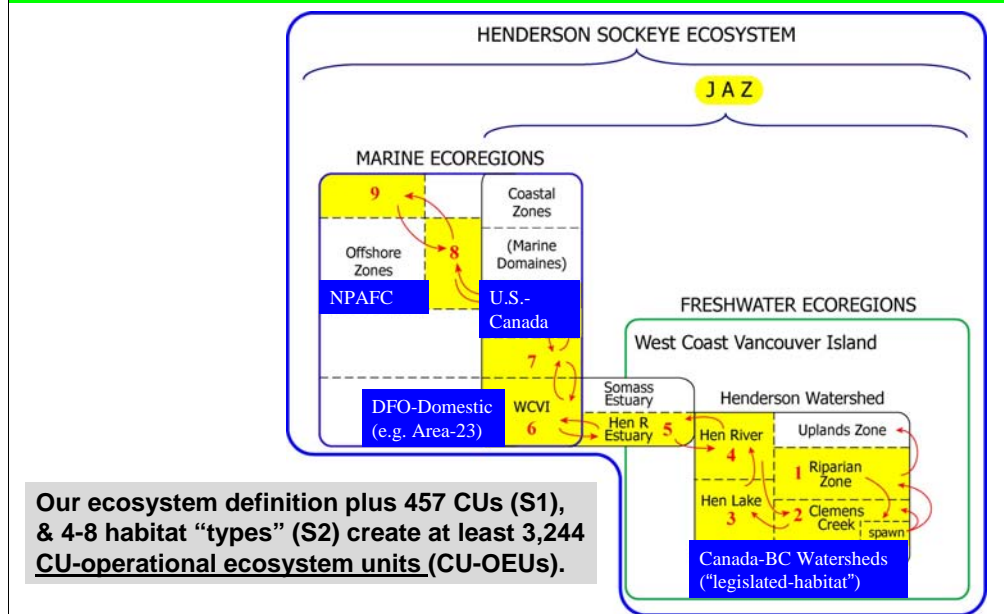 HENDERSON SOCKEYE ECOSYSTEM
J A Z
MARINE ECOREGIONS
9
Coastal
Zones
(Marine
Domaines)
8
Offshore
Zones
NPAFC
U.S.-
Canada
7
DFO-Domestic
(e.g. Area-23)
WCVI
6
FRESHWATER ECOREGIONS
West Coast Vancouver Island
Somass
Estuary
Hen R
Estuary
5
Henderson Watershed
Hen River
4
Uplands Zone
1 Riparian
Zone
Hen Lake
3
2 Clemens
Creek
spawn
Canada-BC Watersheds
("legislated-habitat")
Our ecosystem definition plus 457 CUs (S1),
& 4-8 habitat “types” (S2) create at least 3,244
CU-operational ecosystem units (CU-OEUs).